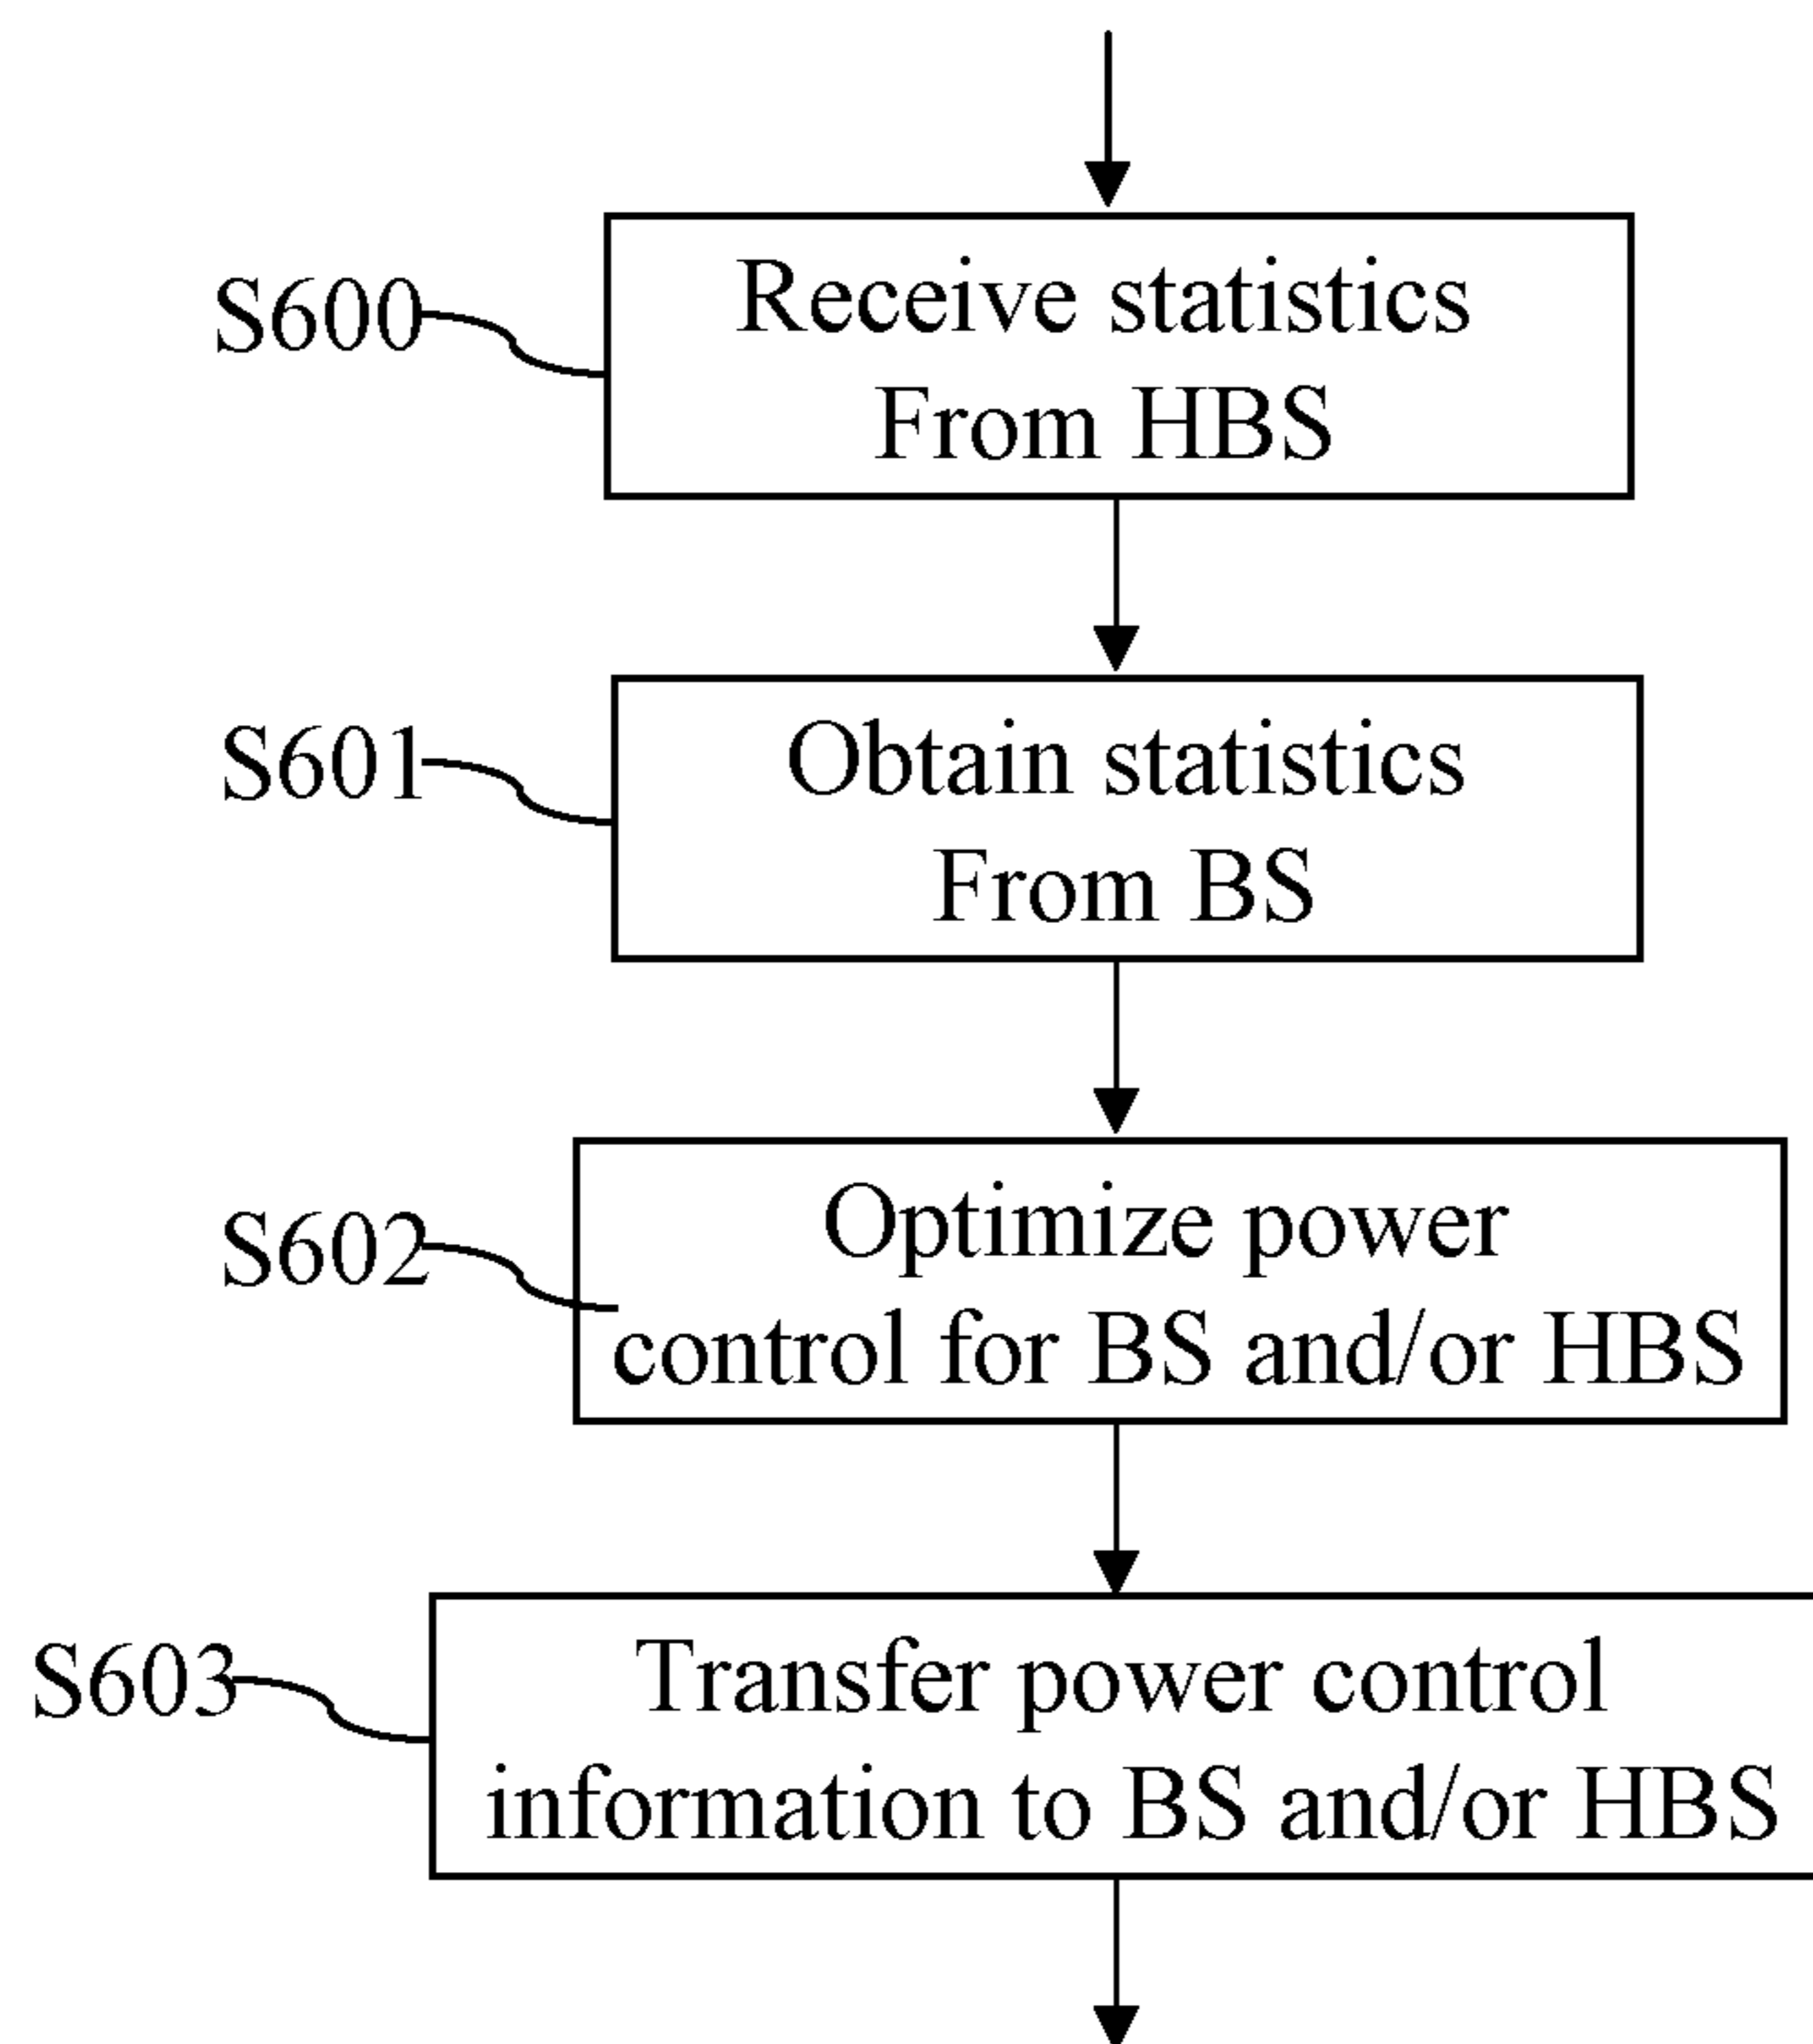 S600
Receive statistics
From HBS
S601
Obtain statistics
From BS
S602
Optimize power
control for BS and/or HBS
S603
Transfer power control
information to BS and/or HBS